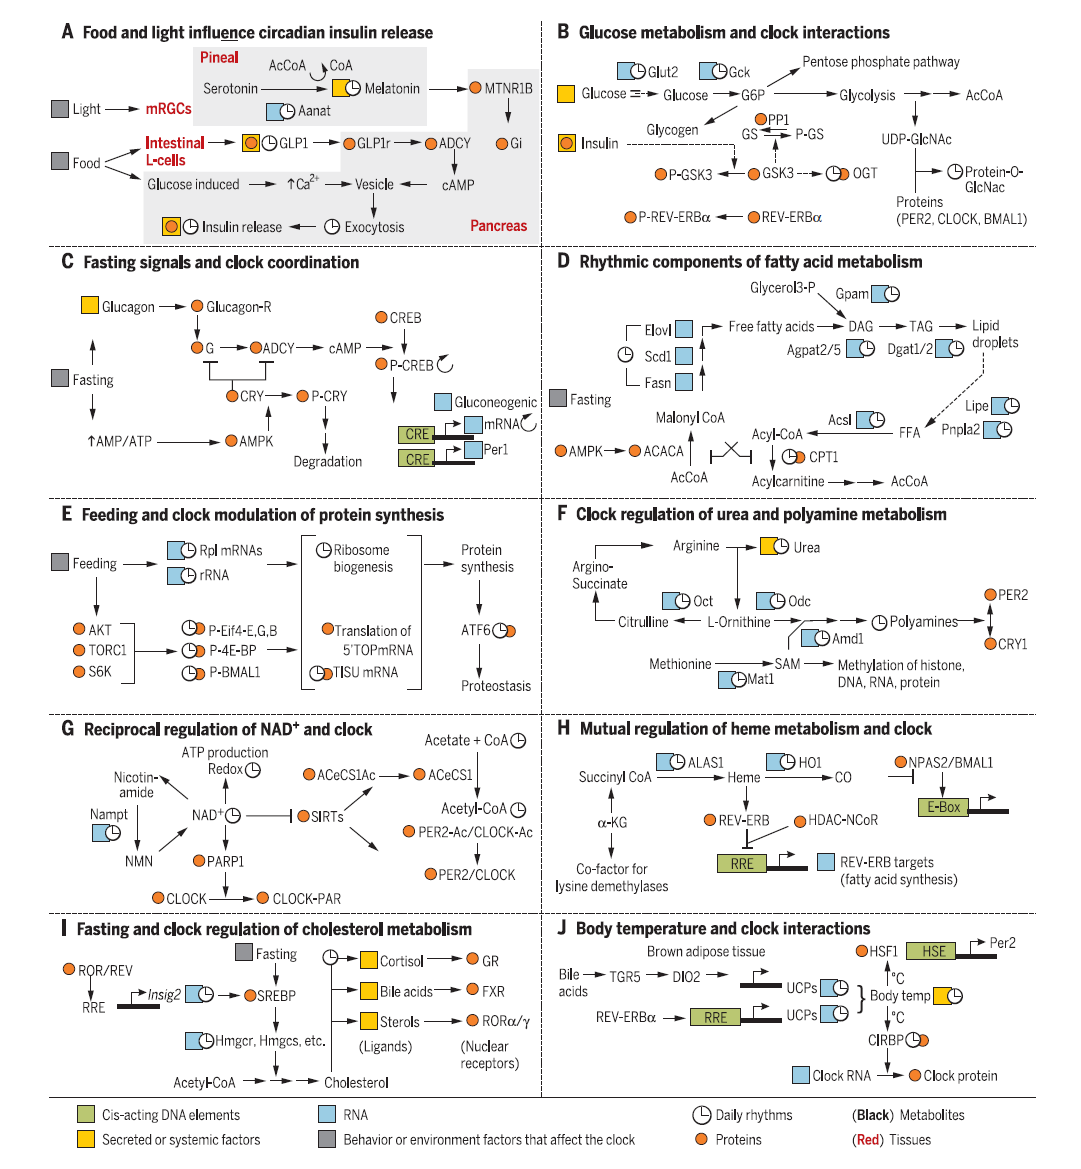 A Food and light influence circadian insulin release
Pineal
AcCoA CoA
Serotonin Melatonin MTNR1B
Light mRGCs Aanat
Intestinal L-cells
GLP1 GLP1r ADCY Gi
Food
Glucose induced ↑Ca2+ Vesicle cAMP
Insulin release Exocytosis Pancreas
B Glucose metabolism and clock interactions
Glut2 Gck Pentose phosphate pathway
Glucose Glucose G6P Glycolysis AcCoA
Glycogen PP1
GS P-GS UDP-GlcNAc
Insulin
P-GSK3 GSK3 OGT Protein-O-
GlcNac
Proteins
P-REV-ERBα REV-ERBα (PER2, CLOCK, BMAL1)
C Fasting signals and clock coordination
Glucagon Glucagon-R
CREB
G ADCY cAMP
P-CREB
Fasting
CRY P-CRY
Gluconeogenic
CRE mRNA
↑AMP/ATP AMPK
CRE Per1
Degradation
D Rhythmic components of fatty acid metabolism
Glycerol3-P Gpam
Elovl Free fatty acids DAG TAG Lipid
droplets
Scd1 Agpat2/5 Dgat1/2
Fasn
Fasting
Malonyl CoA Acsl Lipe
Acyl-CoA FFA Pnpla2
AMPK ACACA CPT1
AcCoA Acylcarnitine AcCoA
E Feeding and clock modulation of protein synthesis
Feeding Rpl mRNAs Ribosome
biogenesis
Protein
synthesis
rRNA
AKT P-Eif4-E,G,B Translation of
5'TOPmRNA
ATF6
TORC1 P-4E-BP
S6K P-BMAL1 TISU mRNA
Proteostasis
F Clock regulation of urea and polyamine metabolism
Arginine Urea
Argino-
Succinate
Oct Odc PER2
Citrulline L-Ornithine Polyamines
Amd1 CRY1
Methionine SAM Methylation of histone,
DNA, RNA, protein
Mat1
G Reciprocal regulation of NAD+ and clock
ATP production
Redox
Acetate + CoA
Nicotin-
amide
ACeCS1Ac ACeCS1
Nampt NAD+ SIRTs Acetyl-CoA
PER2-Ac/CLOCK-Ac
NMN PARP1
PER2/CLOCK
CLOCK CLOCK-PAR
H Mutual regulation of heme metabolism and clock
ALAS1 HO1 NPAS2/BMAL1
Succinyl CoA Heme CO
E-Box
α-KG REV-ERB HDAC-NCoR
Co-factor for
lysine demethylases
RRE REV-ERB targets
(fatty acid synthesis)
I Fasting and clock regulation of cholesterol metabolism
Fasting Cortisol GR
ROR/REV
Insig2 SREBP Bile acids FXR
RRE
Sterols RORα/γ
Hmgcr, Hmgcs, etc. (Ligands) (Nuclear
receptors)
Acetyl-CoA Cholesterol
J Body temperature and clock interactions
Brown adipose tissue HSF1 HSE Per2
Bile
acids
TGR5 DIO2 UCPs °C
Body temp
REV-ERBα RRE UCPs °C
CIRBP
Clock RNA Clock protein
Cis-acting DNA elements RNA Daily rhythms (Black) Metabolites
Secreted or systemic factors Behavior or environment factors that affect the clock Proteins (Red) Tissues